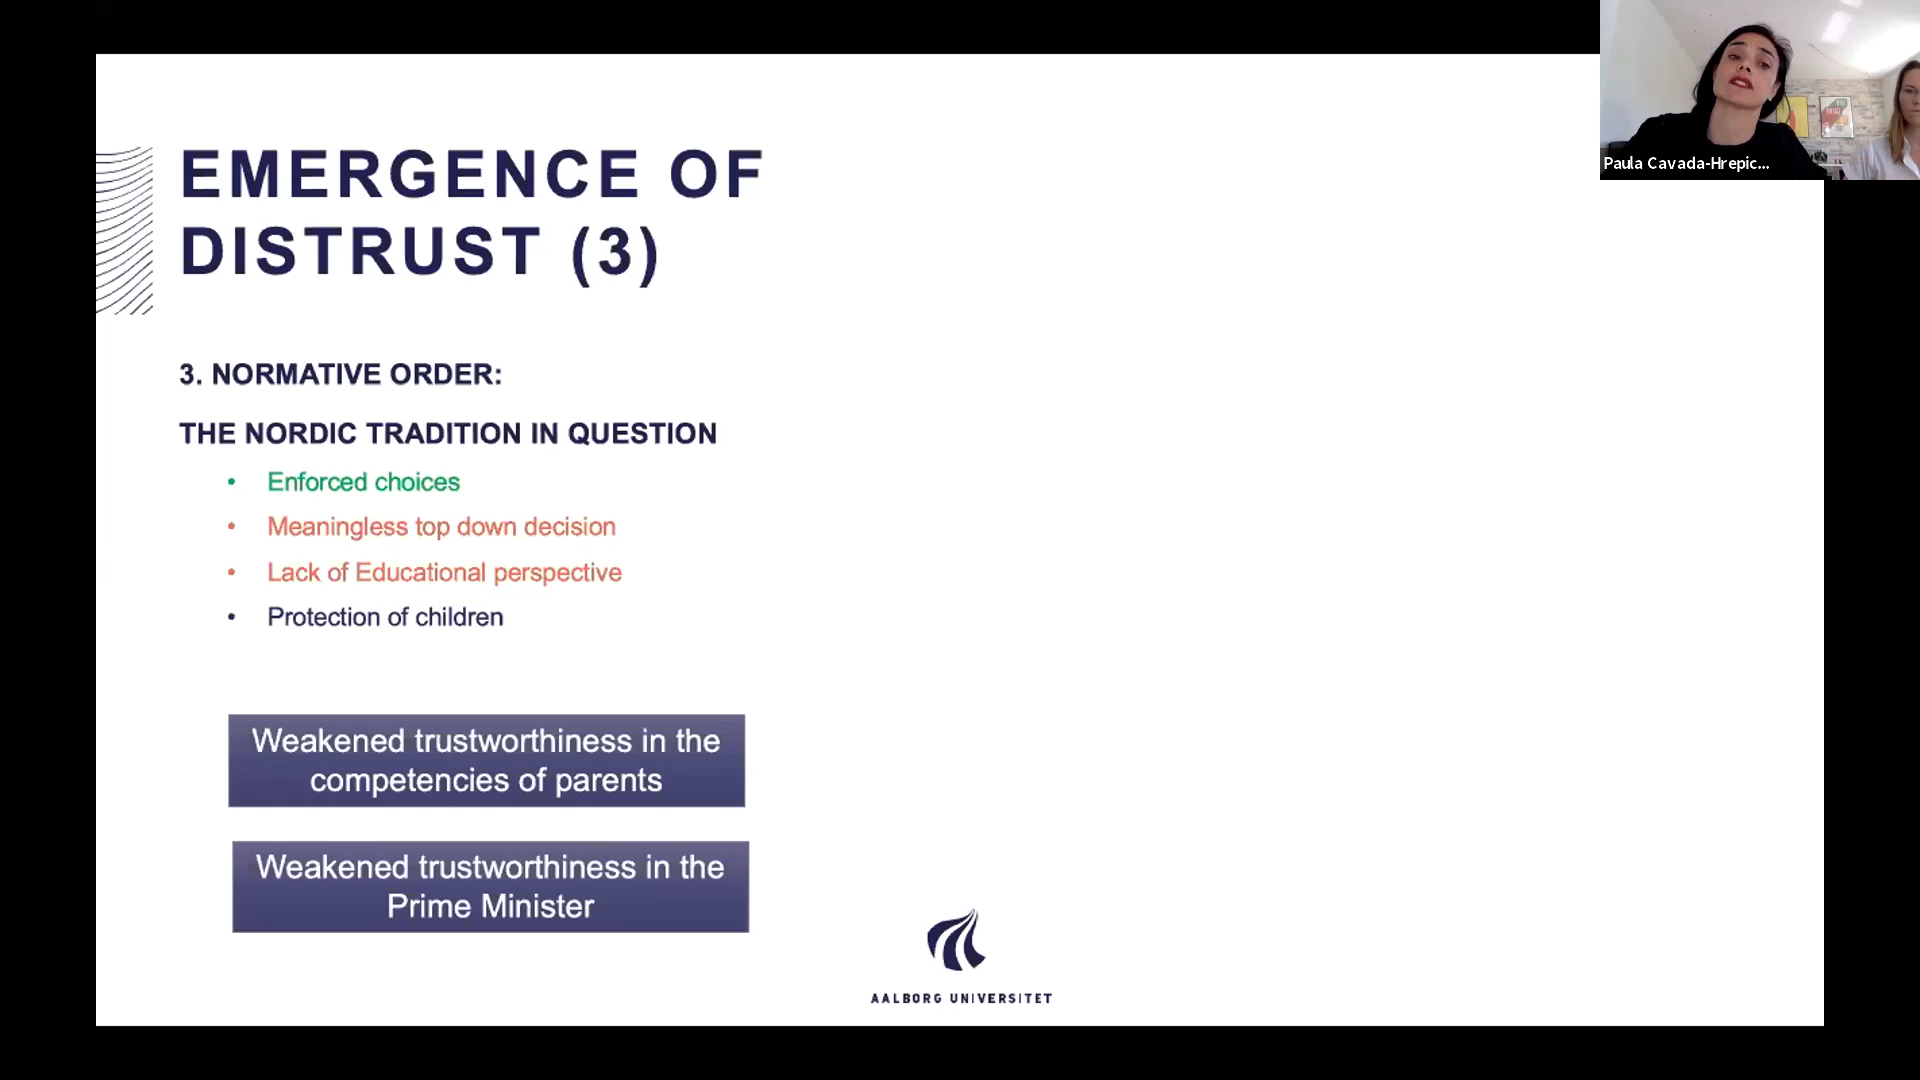 EMERGENCE OF
DISTRUST (3)
3. NORMATIVE ORDER:
THE NORDIC TRADITION IN QUESTION
• Enforced choices
• Meaningless top down decision
• Lack of Educational perspective
• Protection of children
Weakened trustworthiness in the
competencies of parents
Weakened trustworthiness in the
Prime Minister
AALBORG UNIVERSITET
Paula Cavada-Hrepic...